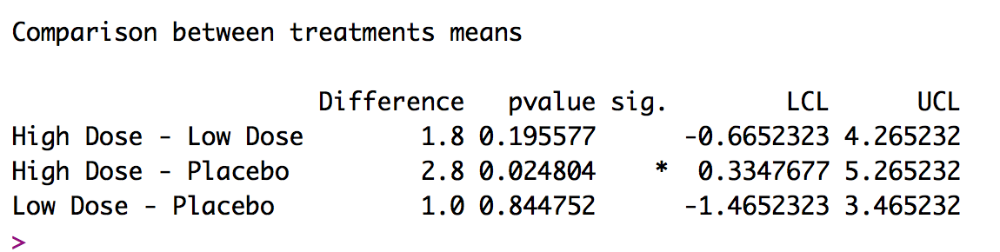 Comparison between treatments means
Difference pvalue sig. LCL UCL
High Dose - Low Dose 1.8 0.195577 -0.6652323 4.265232
High Dose - Placebo 2.8 0.024804 * 0.3347677 5.265232
Low Dose - Placebo 1.0 0.844752 -1.4652323 3.465232
>